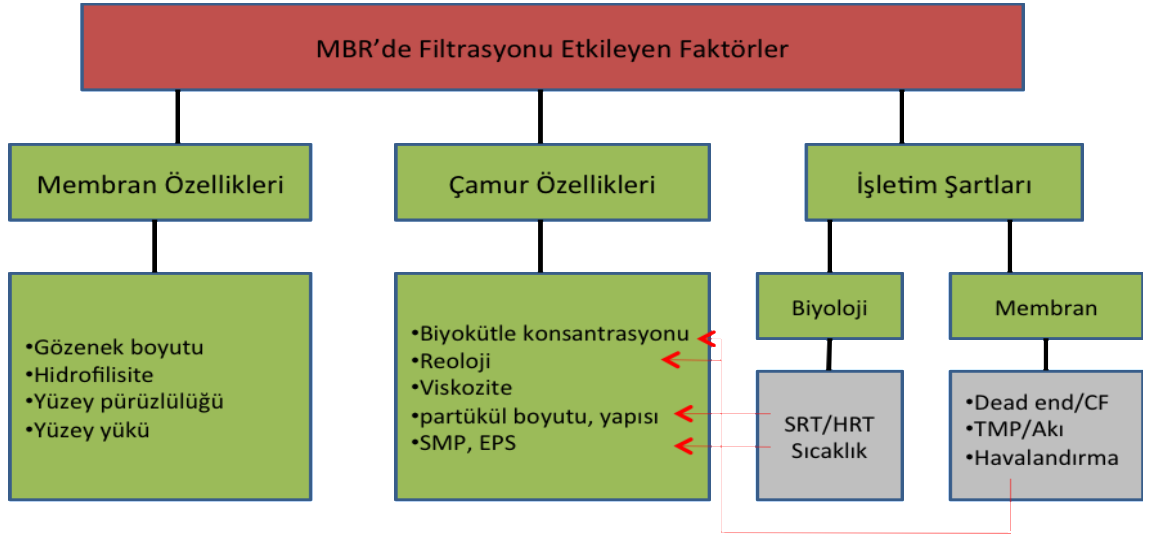 MBR’de Filtrasyonu Etkileyen Faktörler
Membran Özellikleri
Çamur Özellikleri
İşletim Şartları
•Gözenek boyutu
•Hidrofilisite
•Yüzey pürüzlülüğü
•Yüzey yükü
•Biyokütle konsantrasyonu
•Reoloji
•Viskozite
•partükül boyutu, yapısı
•SMP, EPS
Biyoloji
Membran
SRT/HRT
Sıcaklık
•Dead end/CF
•TMP/Akı
•Havalandırma